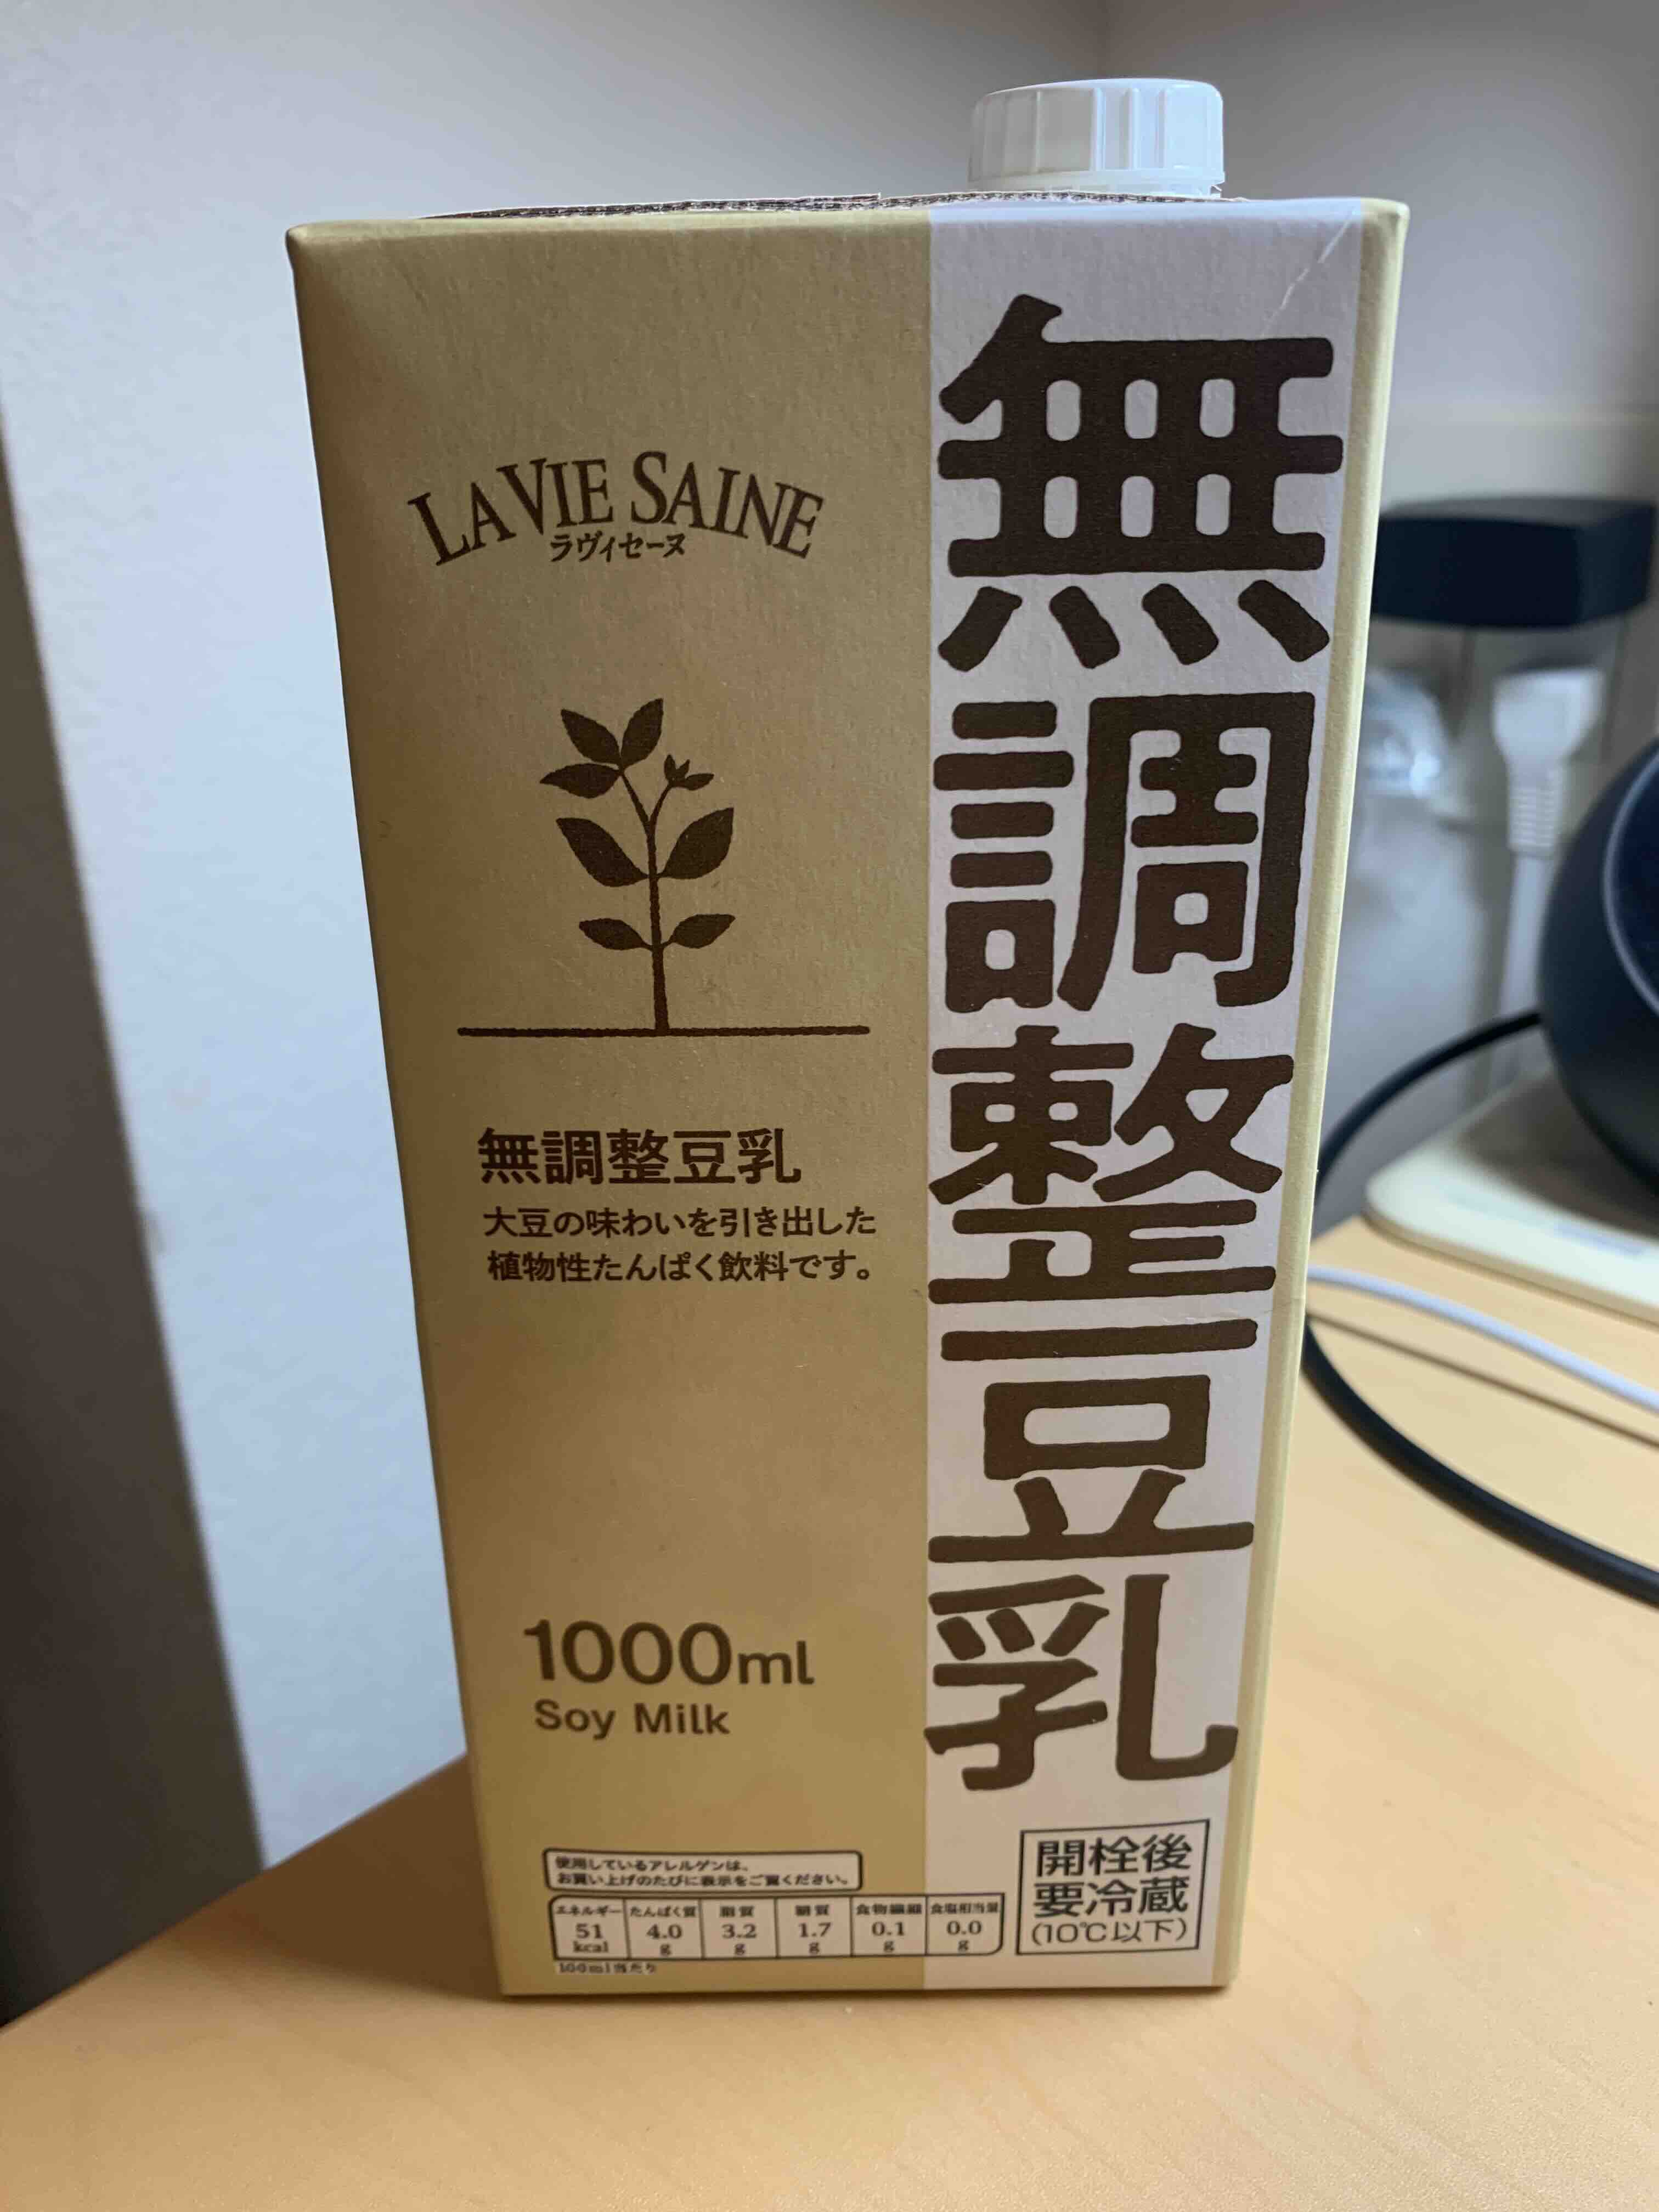 LA VIE SAINE
ラヴィセーヌ
無調整豆乳
無調整豆乳
大豆の味わいを引き出した
植物性たんぱく飲料です。
1000ml
Soy Milk
使用しているアレルゲンは、
お買い上げのたびに表示をご覧ください。
エネルギー たんぱく質 脂質 糖質 食物繊維 食塩相当量
51 4.0 3.2 1.7 0.1 0.0
kcal g g g g g
100ml当たり
開栓後
要冷蔵
(10℃以下)